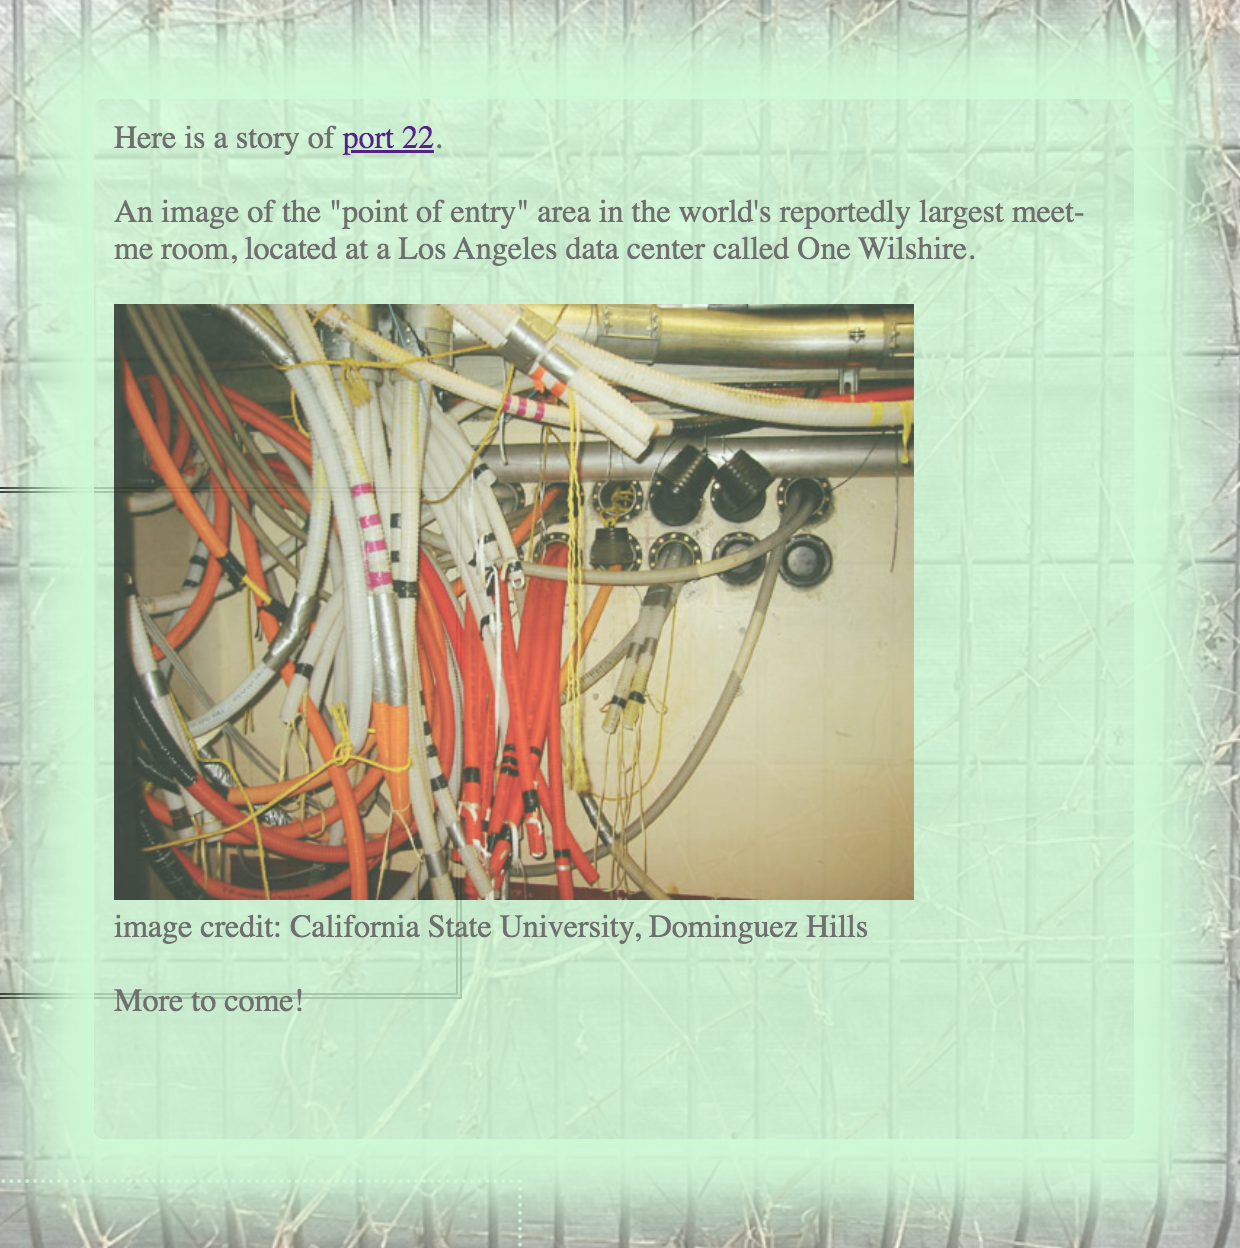 Here is a story of port 22.
An image of the "point of entry" area in the world's reportedly largest meet-
me room, located at a Los Angeles data center called One Wilshire.
image credit: California State University, Dominguez Hills
More to come!